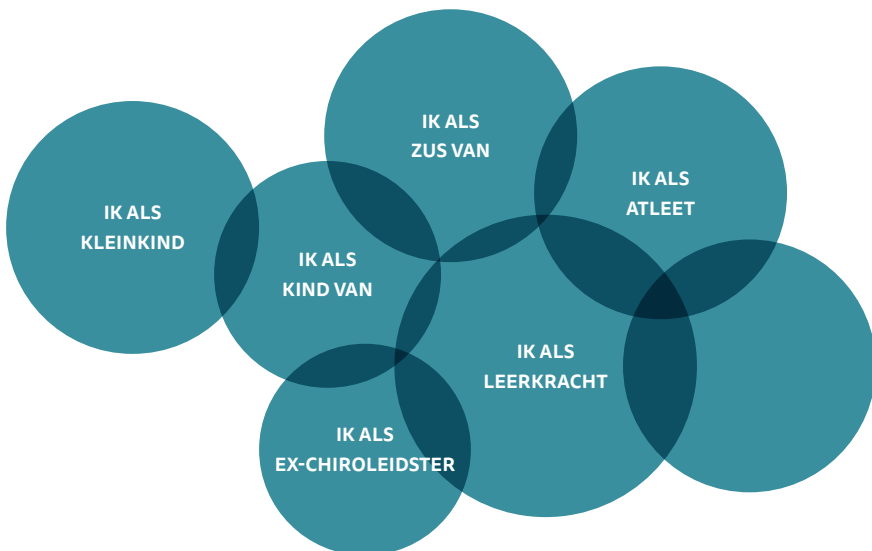 IK ALS
ZUS VAN
IK ALS
ATLEET
IK ALS
KLEINKIND
IK ALS
KIND VAN
IK ALS
LEERKRACHT
IK ALS
EX-CHIROLEIDSTER